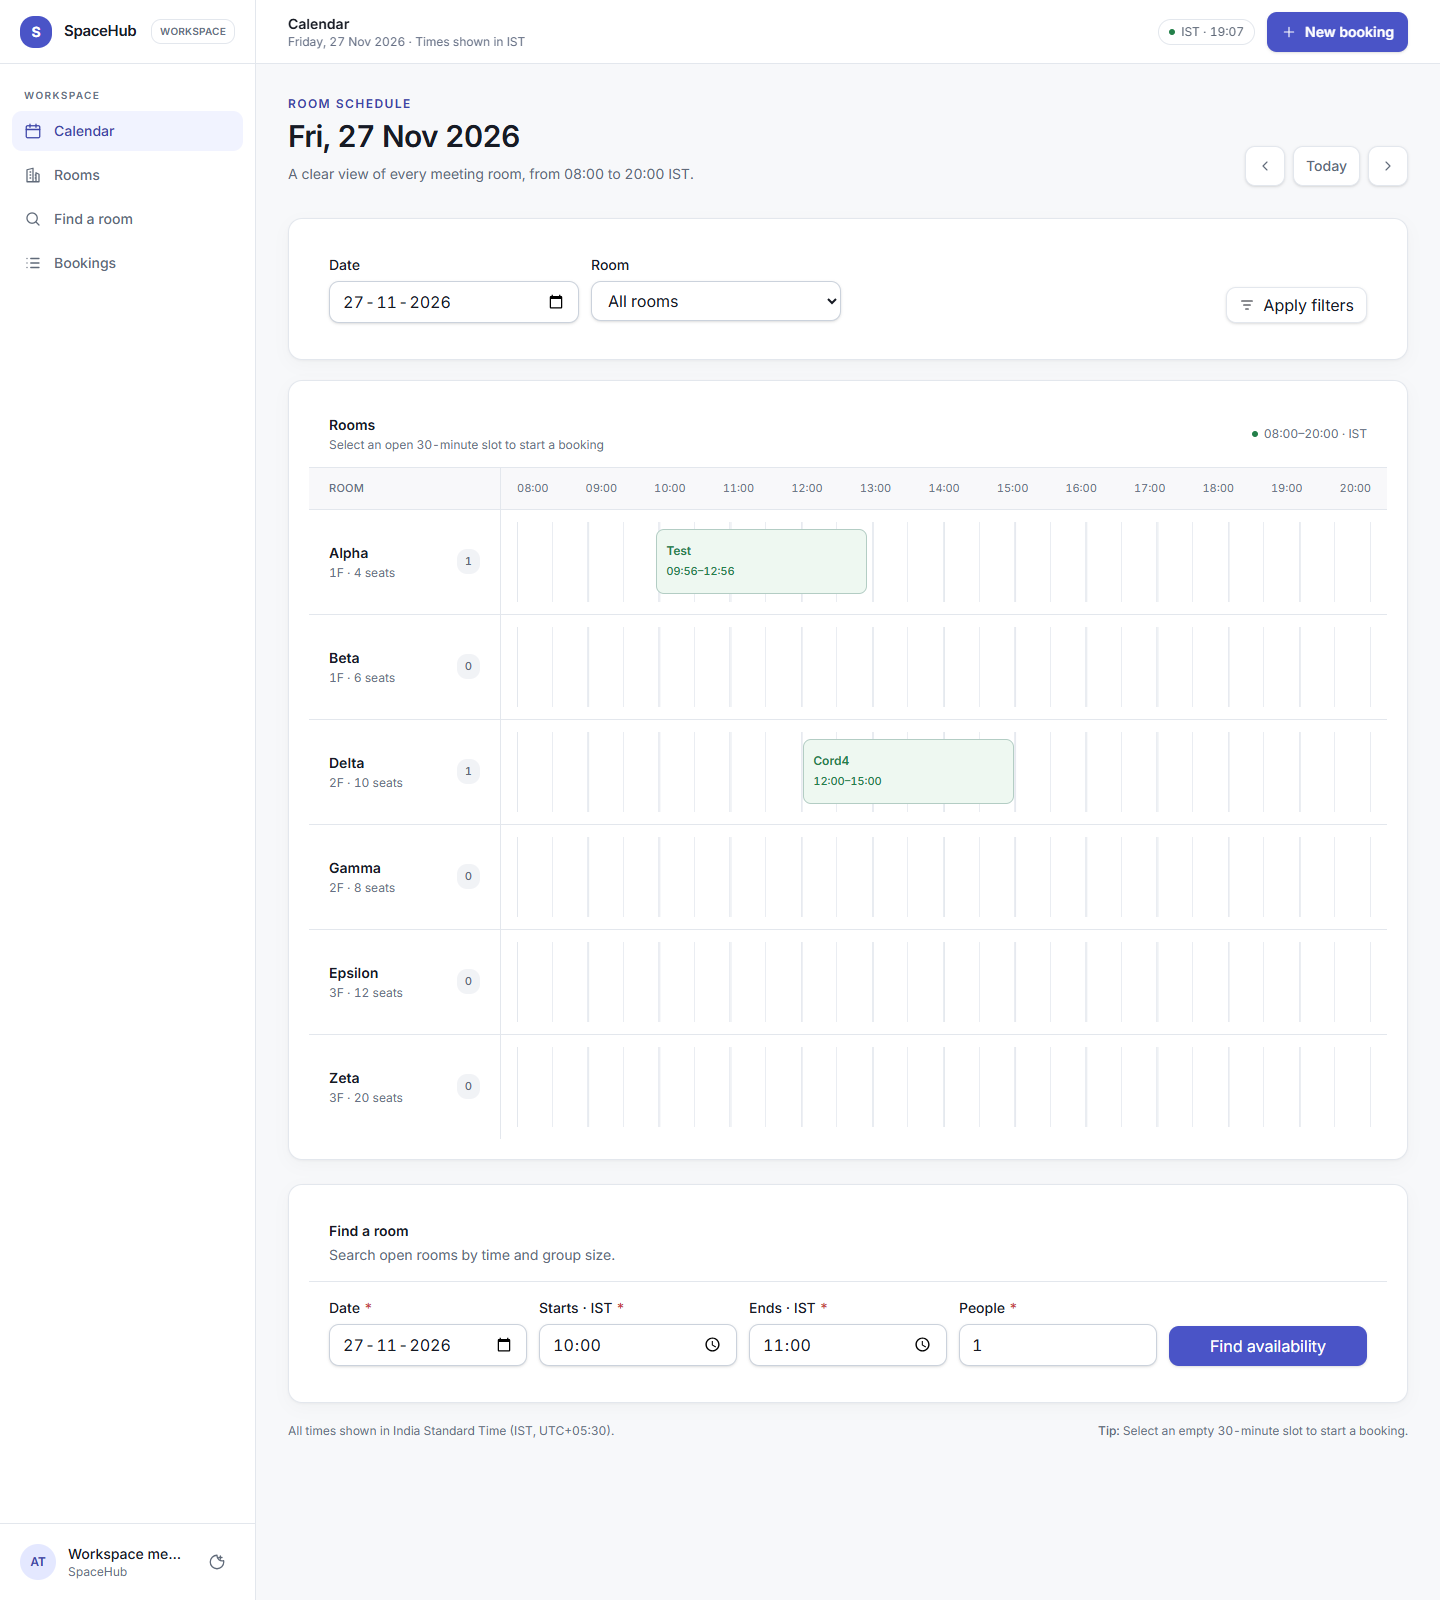 S
SpaceHub
WORKSPACE
Calendar
Friday, 27 Nov 2026 · Times shown in IST
IST · 19:07
New booking
WORKSPACE
Calendar
Rooms
Find a room
Bookings
ROOM SCHEDULE
Fri, 27 Nov 2026
A clear view of every meeting room, from 08:00 to 20:00 IST.
Today
Date
27-11-2026
Room
All rooms
Apply filters
Rooms
Select an open 30-minute slot to start a booking
08:00–20:00 · IST
ROOM 08:00 09:00 10:00 11:00 12:00 13:00 14:00 15:00 16:00 17:00 18:00 19:00 20:00
Alpha
1F · 4 seats
1
Test
09:56–12:56
Beta
1F · 6 seats
0
Delta
2F · 10 seats
1
Cord4
12:00–15:00
Gamma
2F · 8 seats
0
Epsilon
3F · 12 seats
0
Zeta
3F · 20 seats
0
Find a room
Search open rooms by time and group size.
Date *
27-11-2026
Starts · IST *
10:00
Ends · IST *
11:00
People *
1
Find availability
All times shown in India Standard Time (IST, UTC+05:30).
Tip: Select an empty 30-minute slot to start a booking.
AT
Workspace me...
SpaceHub